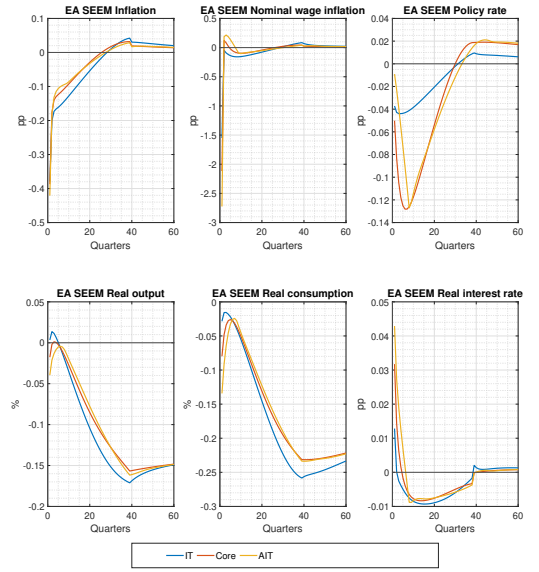 EA SEEM Inflation
0.1
0
-0.1
-0.2
-0.3
-0.4
-0.5
pp
0 20 40 60
Quarters
EA SEEM Nominal wage inflation
0.5
0
-0.5
-1
-1.5
-2
-2.5
-3
pp
0 20 40 60
Quarters
EA SEEM Policy rate
0.04
0.02
0
-0.02
-0.04
-0.06
-0.08
-0.1
-0.12
-0.14
pp
0 20 40 60
Quarters
EA SEEM Real output
0.05
0
-0.05
-0.1
-0.15
-0.2
%
0 20 40 60
Quarters
EA SEEM Real consumption
0
-0.05
-0.1
-0.15
-0.2
-0.25
-0.3
%
0 20 40 60
Quarters
EA SEEM Real interest rate
0.05
0.04
0.03
0.02
0.01
0
-0.01
pp
0 20 40 60
Quarters
IT Core AIT